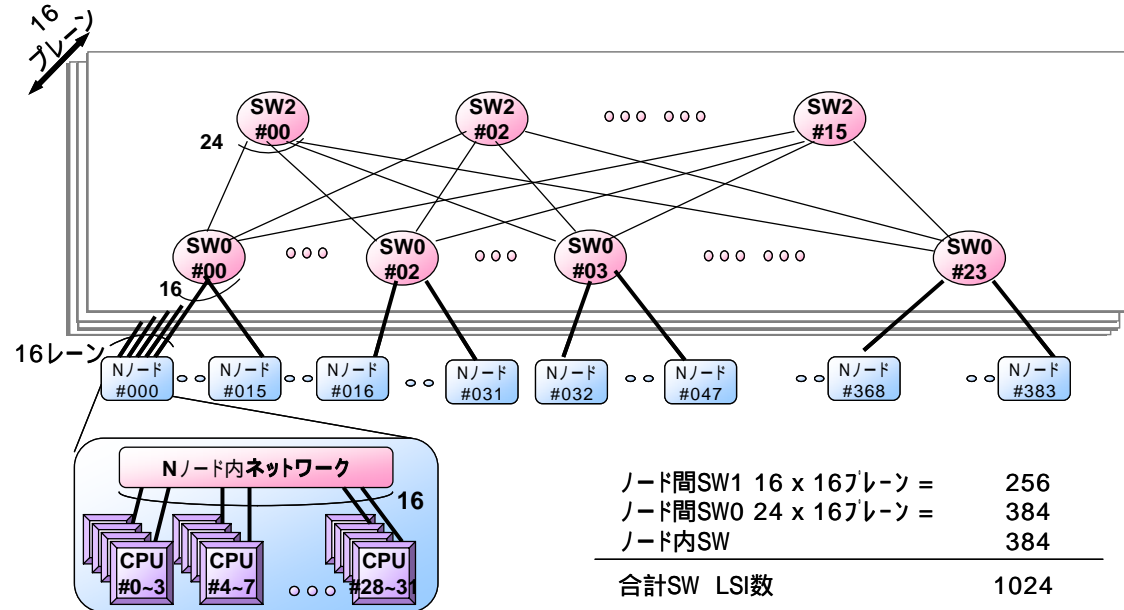 16
プレーン
SW2
#00
SW2
#02
SW2
#15
24
SW0
#00
SW0
#02
SW0
#03
SW0
#23
16
16レーン
Nノード
#000
Nノード
#015
Nノード
#016
Nノード
#031
Nノード
#032
Nノード
#047
Nノード
#368
Nノード
#383
Nノード内ネットワーク
16
CPU
#0~3
CPU
#4~7
CPU
#28~31
ノード間SW1 16 x 16プレーン = 256
ノード間SW0 24 x 16プレーン = 384
ノード内SW 384
合計SW LSI数 1024